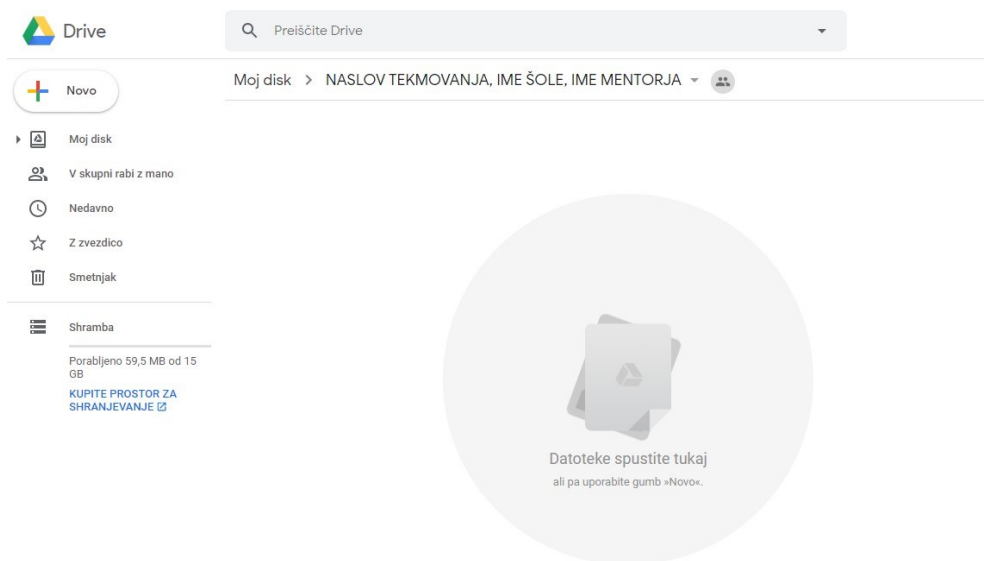 Drive
Preiščite Drive
Novo
Moj disk > NASLOV TEKMOVANJA, IME ŠOLE, IME MENTORJA
Moj disk
V skupni rabi z mano
Nedavno
Z zvezdico
Smetnjak
Shramba
Porabljeno 59,5 MB od 15
GB
KUPITE PROSTOR ZA
SHRANJEVANJE
Datoteke spustite tukaj
ali pa uporabite gumb »Novo«.